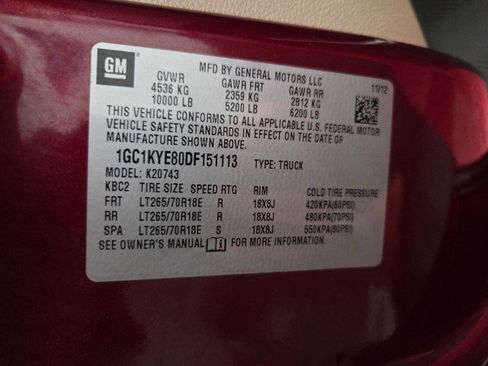 GM
MFD BY GENERAL MOTORS LLC
11/12
GVWR GAWR FRT GAWR RR
4536 KG 2359 KG 2812 KG
10000 LB 5200 LB 6200 LB
THIS VEHICLE CONFORMS TO ALL APPLICABLE U.S. FEDERAL MOTOR
VEHICLE SAFETY STANDARDS IN EFFECT ON THE DATE OF
MANUFACTURE SHOWN ABOVE.
1GC1KYE80DF151113 TYPE: TRUCK
MODEL: K20743
KBC2 TIRE SIZE SPEED RTG RIM COLD TIRE PRESSURE
FRT LT265/70R18E R 18X8J 420KPA(60PSI)
RR LT265/70R18E R 18X8J 480KPA(70PSI)
SPA LT265/70R18E S 18X8J 550KPA(80PSI)
SEE OWNER'S MANUAL FOR MORE INFORMATION.